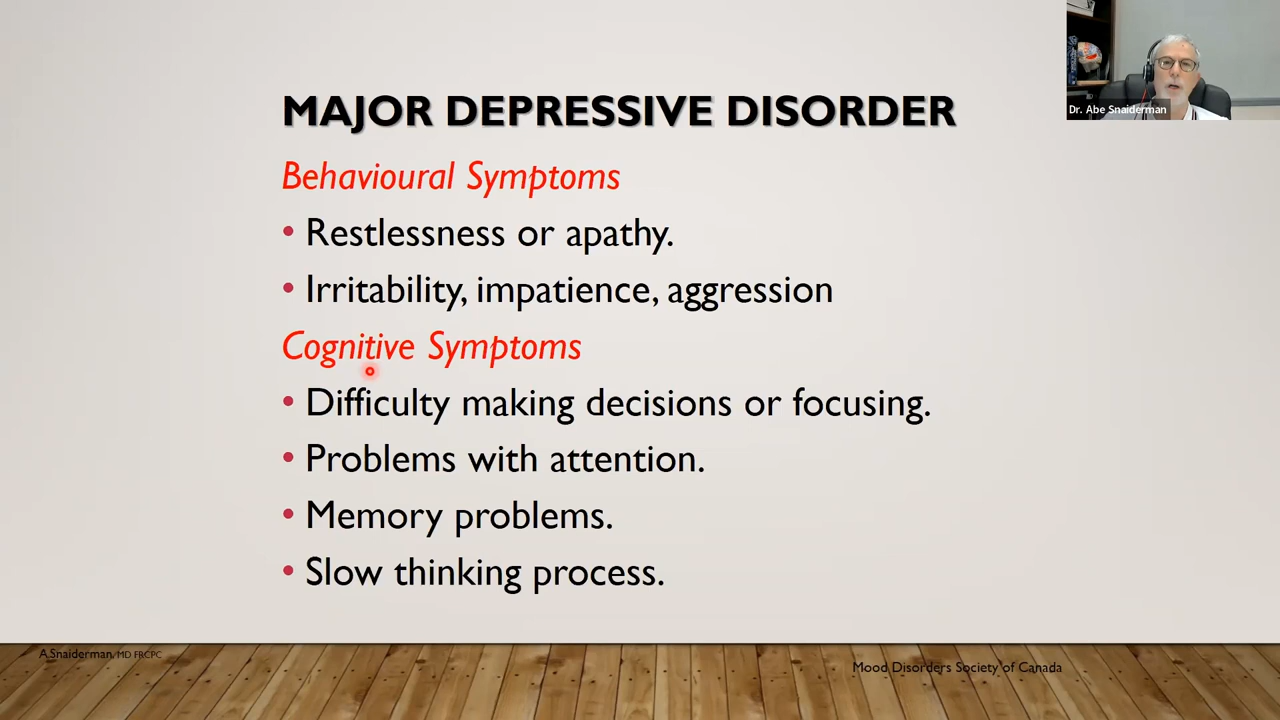 MAJOR DEPRESSIVE DISORDER
Behavioural Symptoms
• Restlessness or apathy.
• Irritability, impatience, aggression
Cognitive Symptoms
• Difficulty making decisions or focusing.
• Problems with attention.
• Memory problems.
• Slow thinking process.
Dr. Abe Snaiderman
A.Snaiderman, MD FRCPC
Mood Disorders Society of Canada